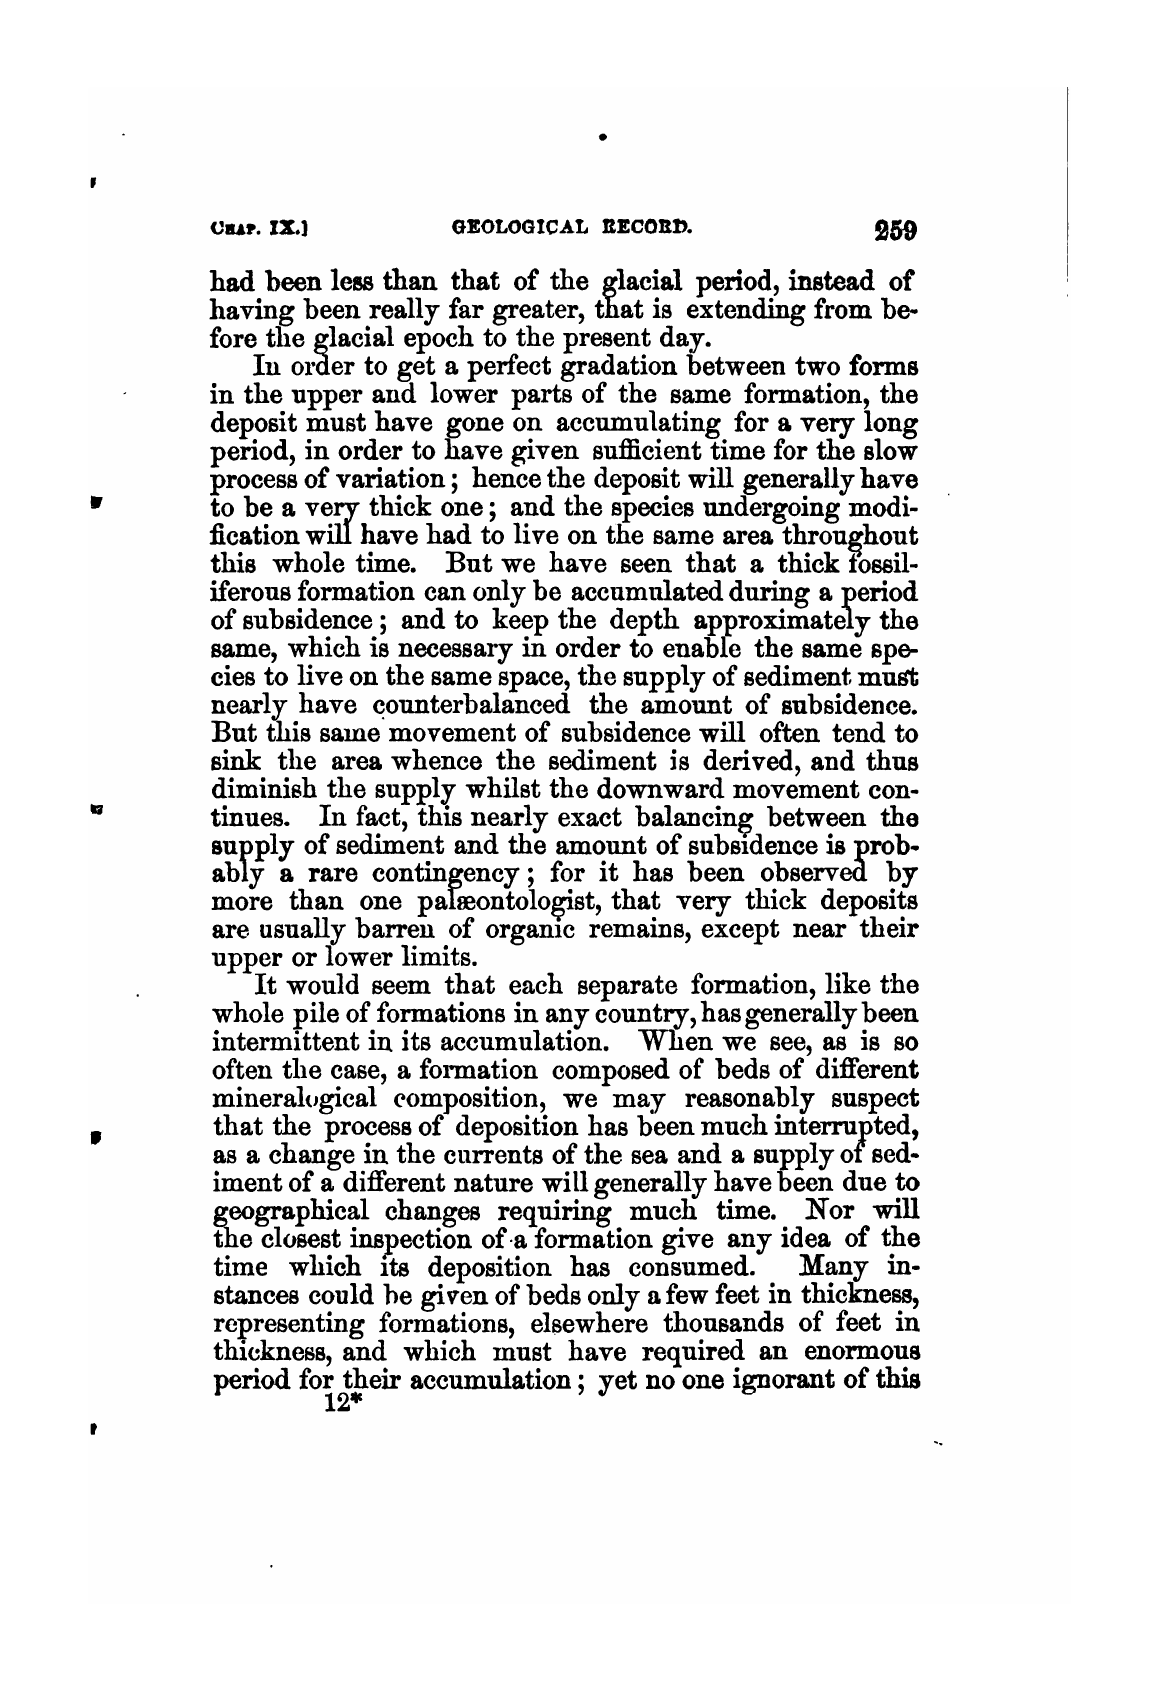 CHAP. IX.] GEOLOGICAL RECORD. 259
had been less than that of the glacial period, instead of
having been really far greater, that is extending from be-
fore the glacial epoch to the present day.
In order to get a perfect gradation between two forms
in the upper and lower parts of the same formation, the
deposit must have gone on accumulating for a very long
period, in order to have given sufficient time for the slow
process of variation; hence the deposit will generally have
to be a very thick one; and the species undergoing modi-
fication will have had to live on the same area throughout
this whole time. But we have seen that a thick fossil-
iferous formation can only be accumulated during a period
of subsidence; and to keep the depth approximately the
same, which is necessary in order to enable the same spe-
cies to live on the same space, the supply of sediment must
nearly have counterbalanced the amount of subsidence.
But this same movement of subsidence will often tend to
sink the area whence the sediment is derived, and thus
diminish the supply whilst the downward movement con-
tinues. In fact, this nearly exact balancing between the
supply of sediment and the amount of subsidence is prob-
ably a rare contingency; for it has been observed by
more than one palæontologist, that very thick deposits
are usually barren of organic remains, except near their
upper or lower limits.
It would seem that each separate formation, like the
whole pile of formations in any country, has generally been
intermittent in its accumulation. When we see, as is so
often the case, a formation composed of beds of different
mineralogical composition, we may reasonably suspect
that the process of deposition has been much interrupted,
as a change in the currents of the sea and a supply of sed-
iment of a different nature will generally have been due to
geographical changes requiring much time. Nor will
the closest inspection of a formation give any idea of the
time which its deposition has consumed. Many in-
stances could be given of beds only a few feet in thickness,
representing formations, elsewhere thousands of feet in
thickness, and which must have required an enormous
period for their accumulation; yet no one ignorant of this
12*